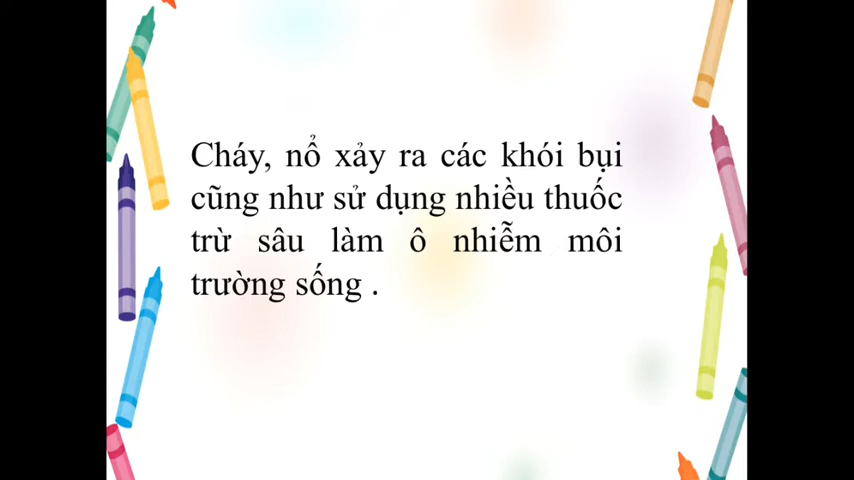 Cháy, nổ xảy ra các khói bụi
cũng như sử dụng nhiều thuốc
trừ sâu làm ô nhiễm môi
trường sống .